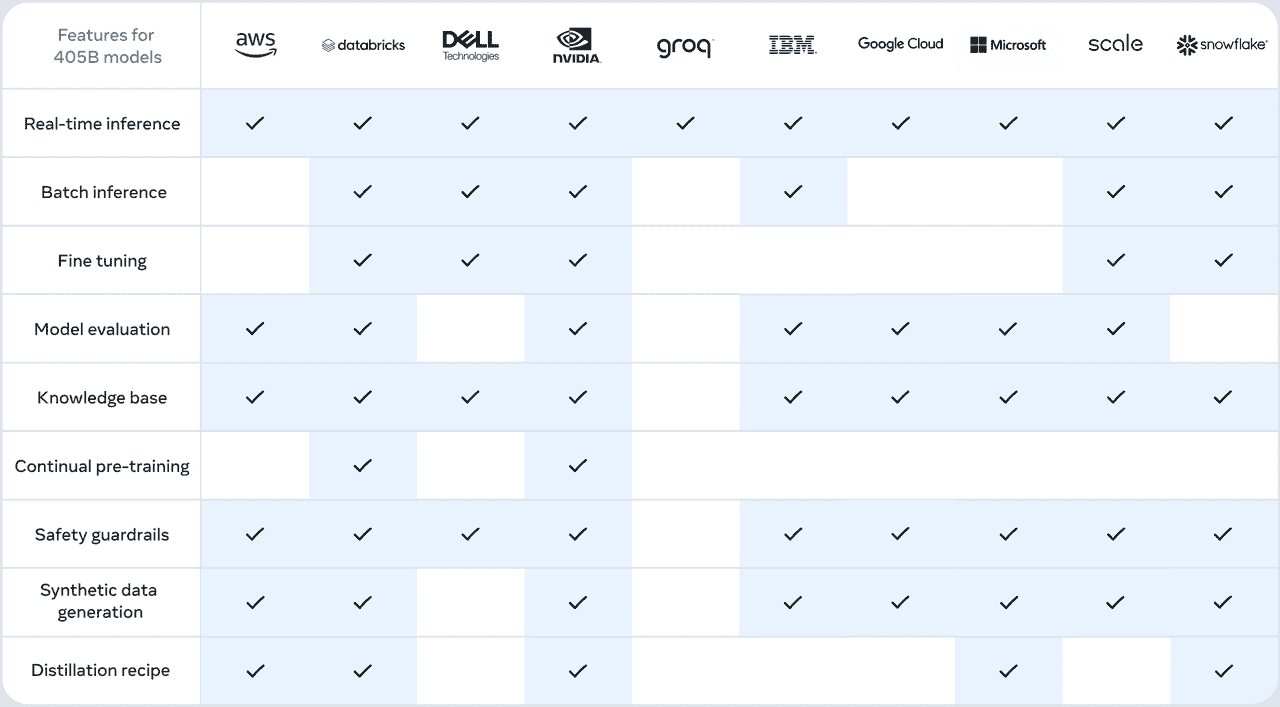 Features for
405B models
aws
databricks
DELL
Technologies
NVIDIA
groq
IBM
Google Cloud
Microsoft
scale
snowflake
Real-time inference ✓ ✓ ✓ ✓ ✓ ✓ ✓ ✓ ✓ ✓
Batch inference ✓ ✓ ✓ ✓ ✓ ✓
Fine tuning ✓ ✓ ✓ ✓ ✓
Model evaluation ✓ ✓ ✓ ✓ ✓ ✓ ✓
Knowledge base ✓ ✓ ✓ ✓ ✓ ✓ ✓ ✓ ✓
Continual pre-training ✓ ✓
Safety guardrails ✓ ✓ ✓ ✓ ✓ ✓ ✓ ✓ ✓
Synthetic data
generation ✓ ✓ ✓ ✓ ✓ ✓ ✓ ✓
Distillation recipe ✓ ✓ ✓ ✓ ✓